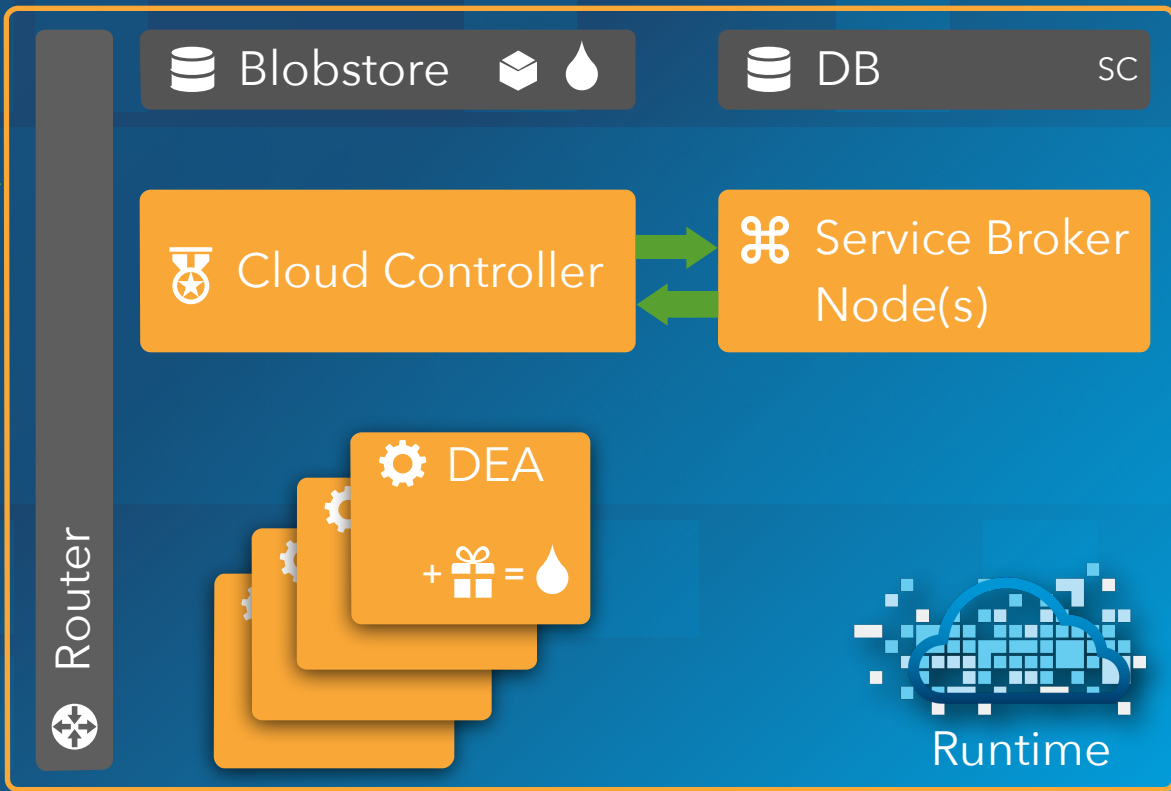 Blobstore
DB
SC
Cloud Controller
Service Broker
Node(s)
DEA
+ =
Router
Runtime